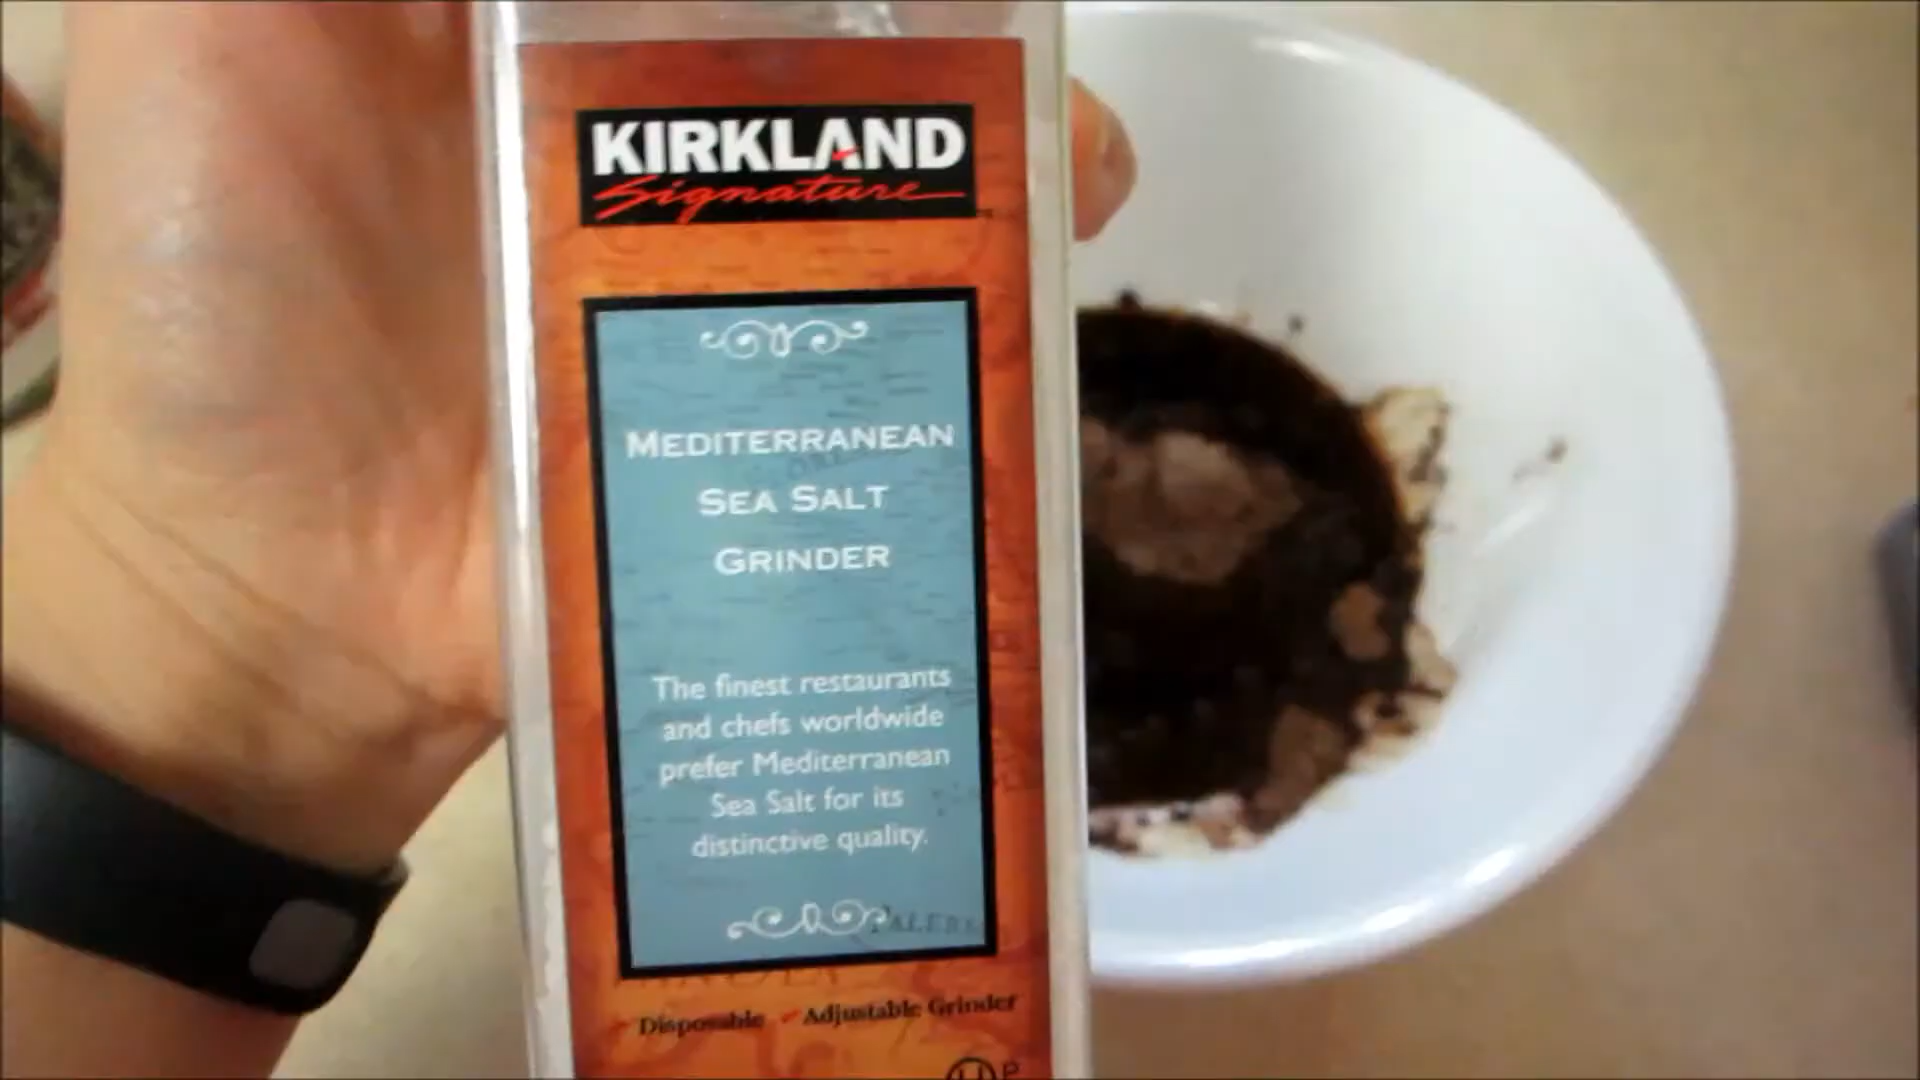 KIRKLAND
Signature
MEDITERRANEAN
SEA SALT
GRINDER
The finest restaurants
and chefs worldwide
prefer Mediterranean
Sea Salt for its
distinctive quality.
Disposable Adjustable Grinder
U P